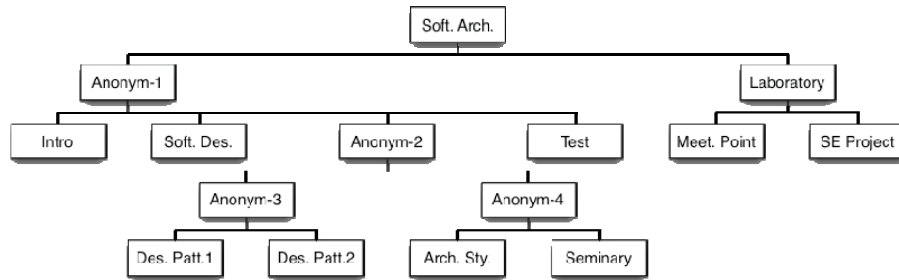 Soft. Arch.
Anonym-1
Laboratory
Intro
Soft. Des.
Anonym-2
Test
Meet. Point
SE Project
Anonym-3
Anonym-4
Des. Patt.1
Des. Patt.2
Arch. Sty.
Seminary